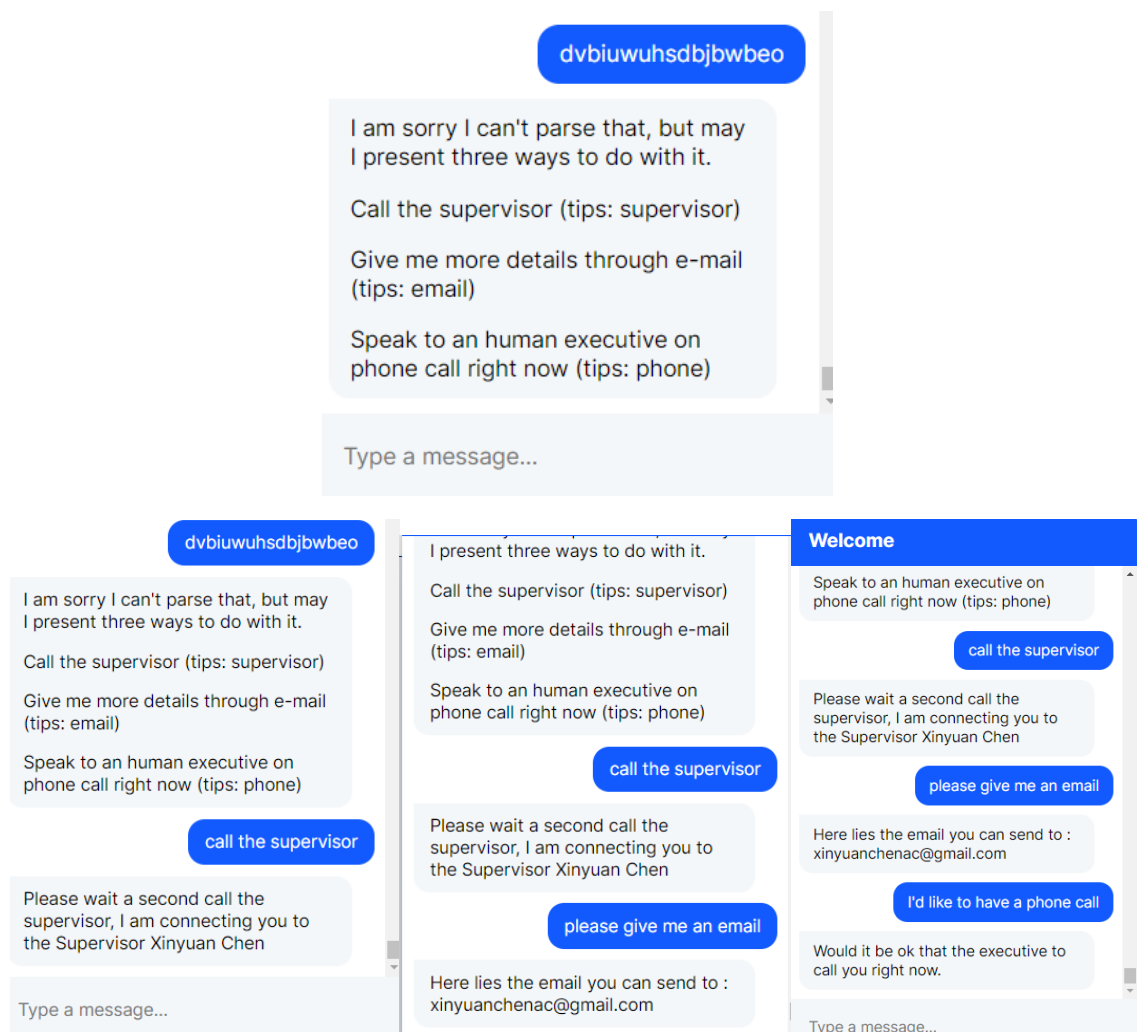 dvbiuwuhsdbjbwbeo
I am sorry I can't parse that, but may
I present three ways to do with it.
Call the supervisor (tips: supervisor)
Give me more details through e-mail
(tips: email)
Speak to an human executive on
phone call right now (tips: phone)
Type a message...
dvbiuwuhsdbjbwbeo
I am sorry I can't parse that, but may
I present three ways to do with it.
Call the supervisor (tips: supervisor)
Give me more details through e-mail
(tips: email)
Speak to an human executive on
phone call right now (tips: phone)
call the supervisor
Please wait a second call the
supervisor, I am connecting you to
the Supervisor Xinyuan Chen
Type a message...
I present three ways to do with it.
Call the supervisor (tips: supervisor)
Give me more details through e-mail
(tips: email)
Speak to an human executive on
phone call right now (tips: phone)
call the supervisor
Please wait a second call the
supervisor, I am connecting you to
the Supervisor Xinyuan Chen
please give me an email
Here lies the email you can send to :
xinyuanchenac@gmail.com
Welcome
Speak to an human executive on
phone call right now (tips: phone)
call the supervisor
Please wait a second call the
supervisor, I am connecting you to
the Supervisor Xinyuan Chen
please give me an email
Here lies the email you can send to :
xinyuanchenac@gmail.com
I'd like to have a phone call
Would it be ok that the executive to
call you right now.
Type a message...